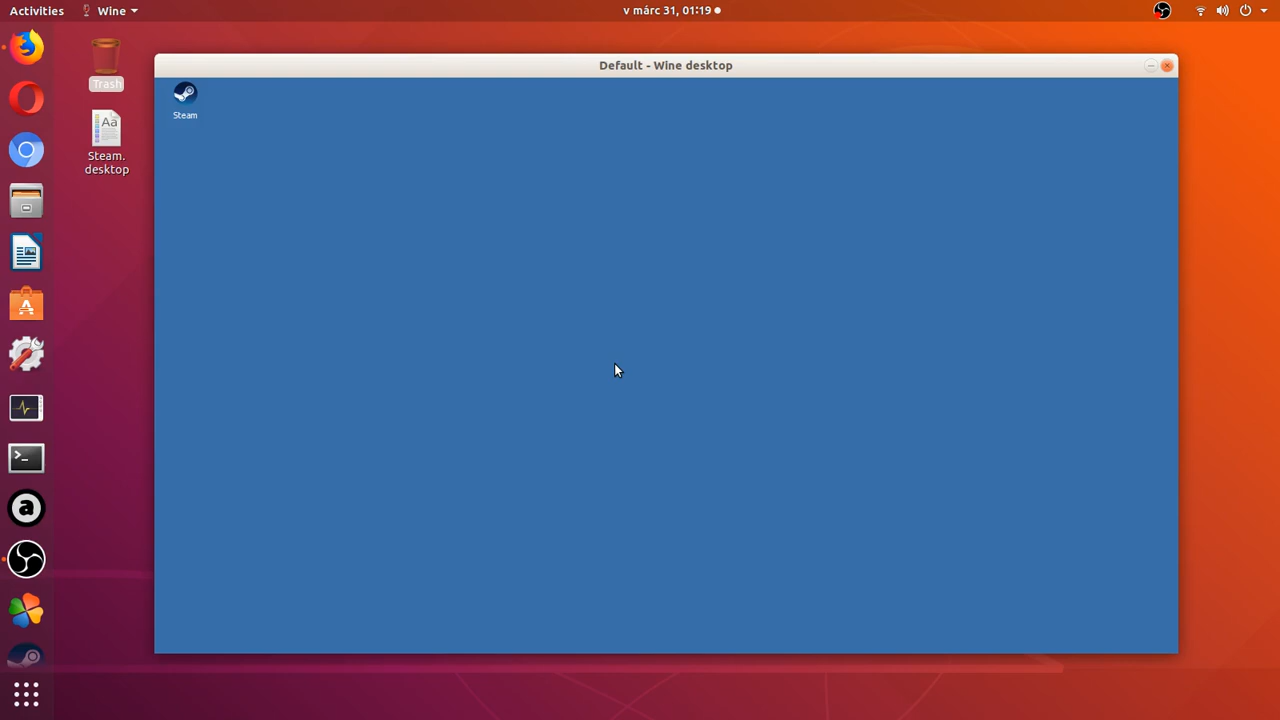 Activities
Wine
v márc 31, 01:19
Trash
Steam.
desktop
Default - Wine desktop
Steam